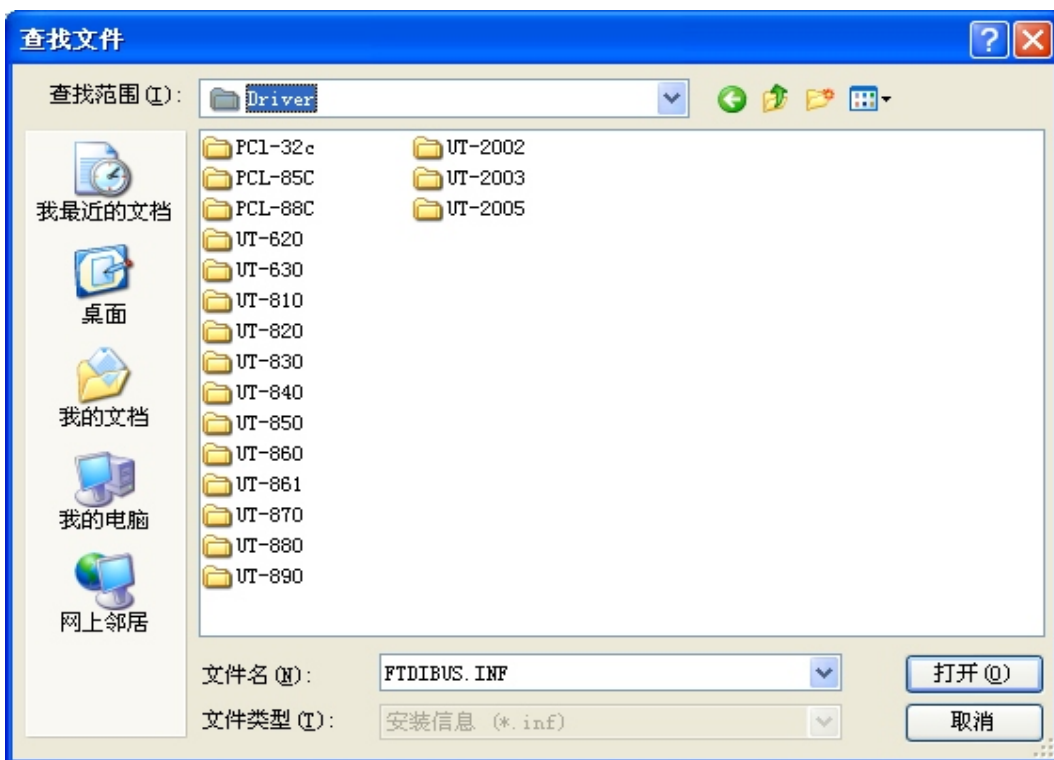 查找文件
查找范围(I):
Driver
我最近的文档
桌面
我的文档
我的电脑
网上邻居
PCl-32c
PCL-85C
PCL-88C
UT-620
UT-630
UT-810
UT-820
UT-830
UT-840
UT-850
UT-860
UT-861
UT-870
UT-880
UT-890
UT-2002
UT-2003
UT-2005
文件名(N):
FTDIBUS.INF
打开(O)
文件类型(T):
安装信息 (*.inf)
取消